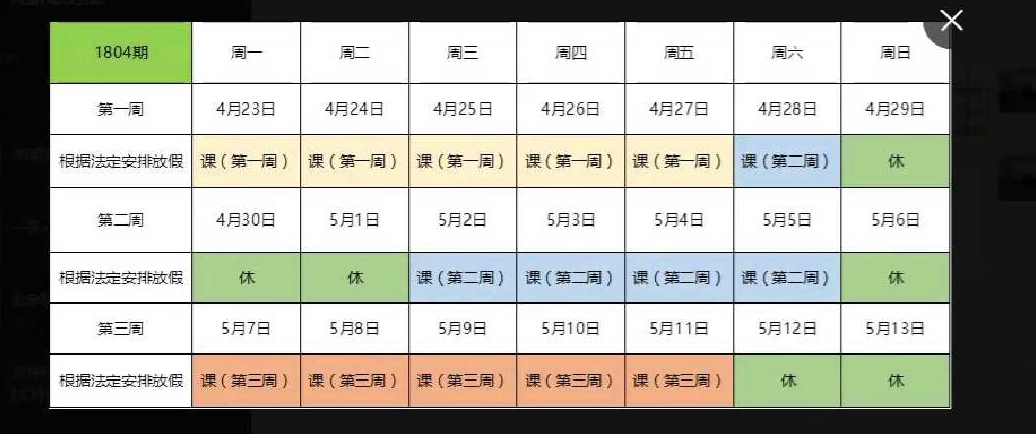 1804期 周一 周二 周三 周四 周五 周六 周日
第一周 4月23日 4月24日 4月25日 4月26日 4月27日 4月28日 4月29日
根据法定安排放假 课(第一周) 课(第一周) 课(第一周) 课(第一周) 课(第一周) 课(第二周) 休
第二周 4月30日 5月1日 5月2日 5月3日 5月4日 5月5日 5月6日
根据法定安排放假 休 休 课(第二周) 课(第二周) 课(第二周) 课(第二周) 休
第三周 5月7日 5月8日 5月9日 5月10日 5月11日 5月12日 5月13日
根据法定安排放假 课(第三周) 课(第三周) 课(第三周) 课(第三周) 课(第三周) 休 休